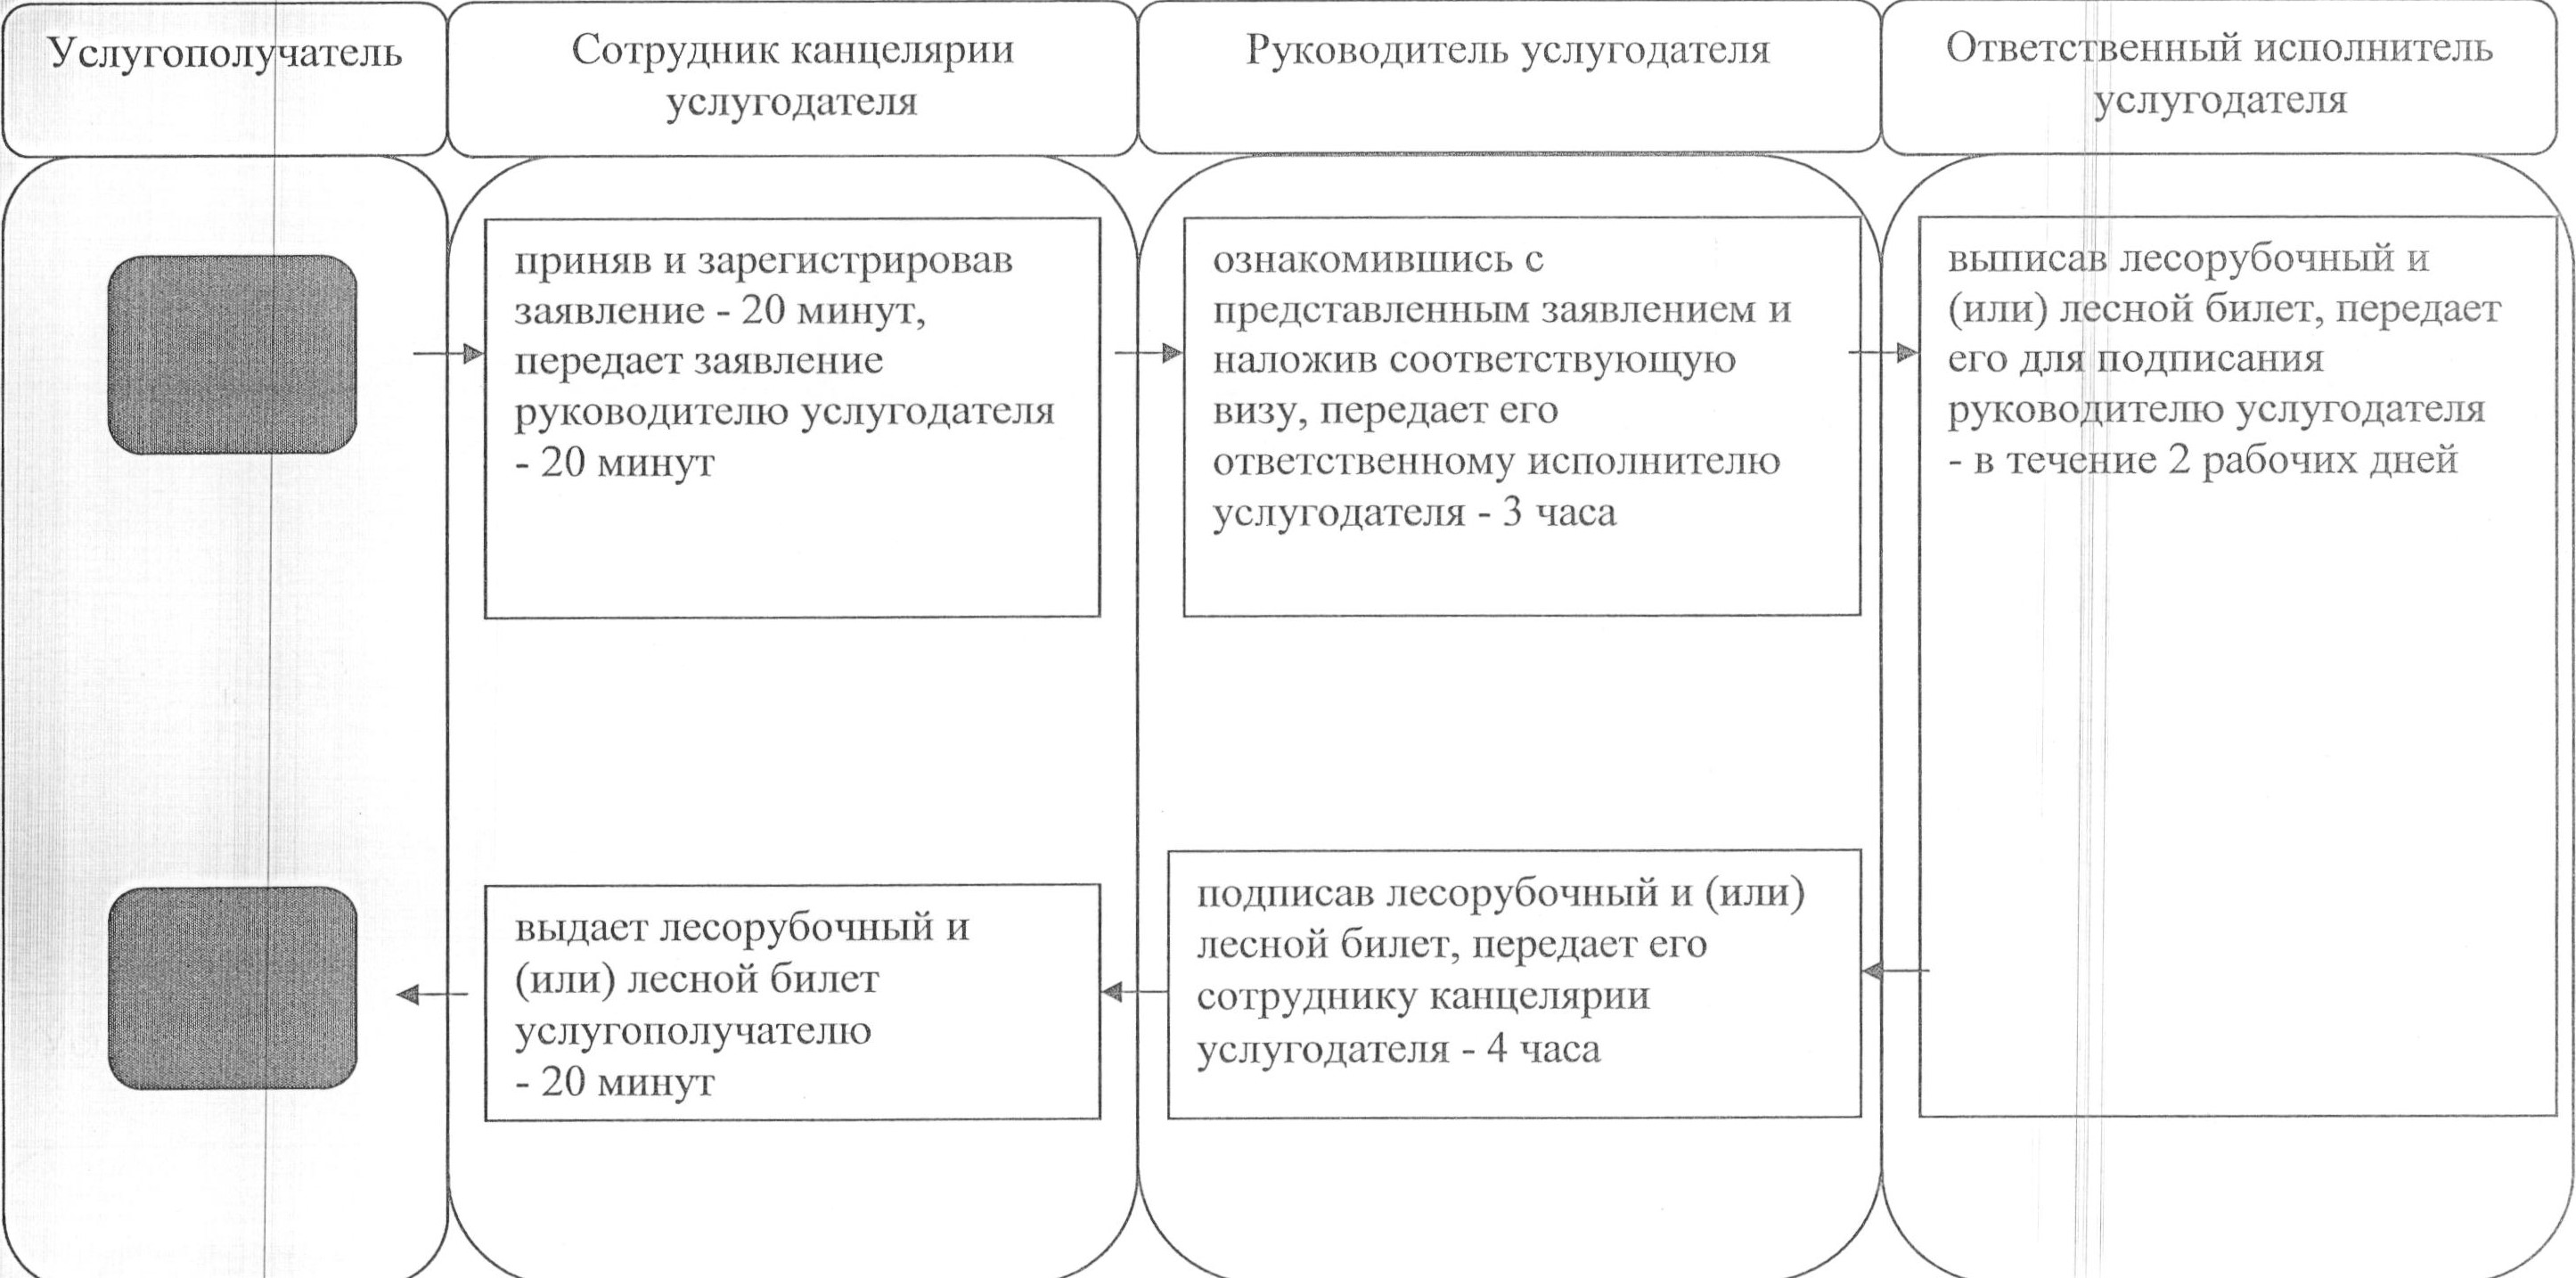 Услугополучатель
Сотрудник канцелярии
услугодателя
Руководитель услугодателя
Ответственный исполнитель
услугодателя
приняв и зарегистрировав
заявление - 20 минут,
передает заявление
руководителю услугодателя
- 20 минут
ознакомившись с
представленным заявлением и
наложив соответствующую
визу, передает его
ответственному исполнителю
услугодателя - 3 часа
выписав лесорубочный и
(или) лесной билет, передает
его для подписания
руководителю услугодателя
- в течение 2 рабочих дней
выдает лесорубочный и
(или) лесной билет
услугополучателю
- 20 минут
подписав лесорубочный и (или)
лесной билет, передает его
сотруднику канцелярии
услугодателя - 4 часа